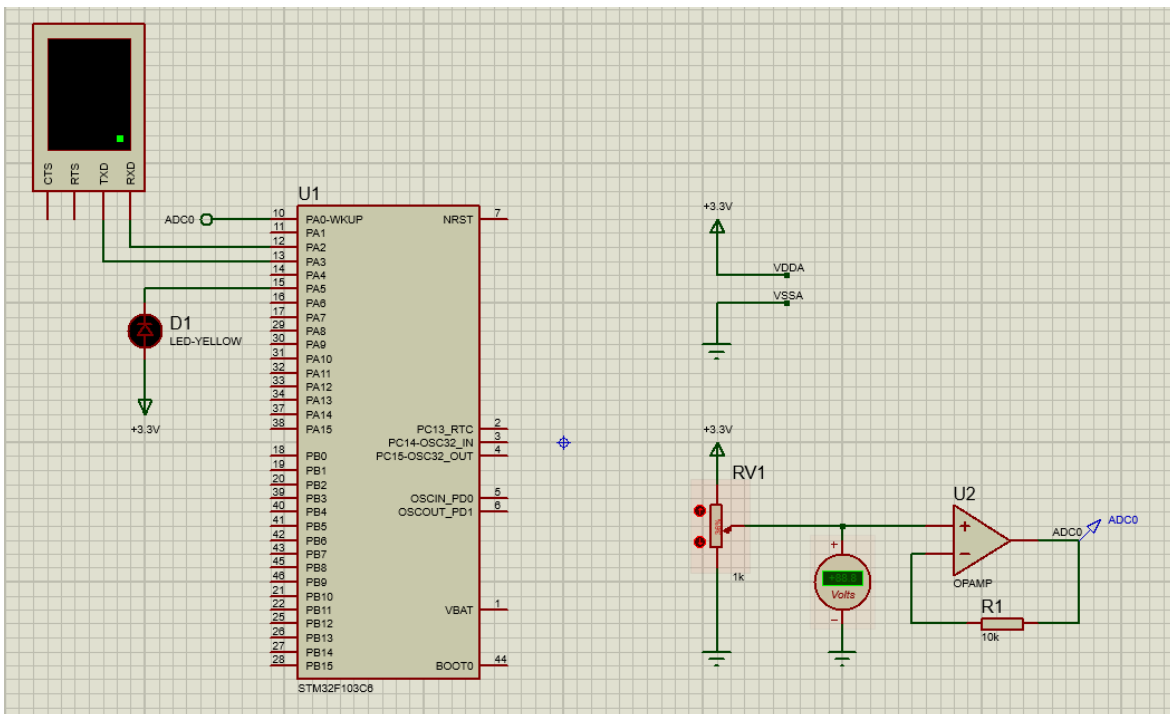 CTS
RTS
TXD
RXD
U1
ADC0
10 PA0-WKUP
11 PA1
12 PA2
13 PA3
14 PA4
15 PA5
16 PA6
17 PA7
29 PA8
30 PA9
31 PA10
32 PA11
33 PA12
34 PA13
37 PA14
38 PA15
18 PB0
19 PB1
20 PB2
39 PB3
40 PB4
41 PB5
42 PB6
43 PB7
45 PB8
46 PB9
21 PB10
22 PB11
25 PB12
26 PB13
27 PB14
28 PB15
NRST 7
PC13_RTC 2
PC14-OSC32_IN 3
PC15-OSC32_OUT 4
OSCIN_PD0 5
OSCOUT_PD1 6
VBAT 1
BOOT0 44
STM32F103C6
D1
LED-YELLOW
+3.3V
+3.3V
VDDA
VSSA
+3.3V
RV1
36%
1k
+88.8
Volts
U2
ADC0
ADC0
OPAMP
R1
10k